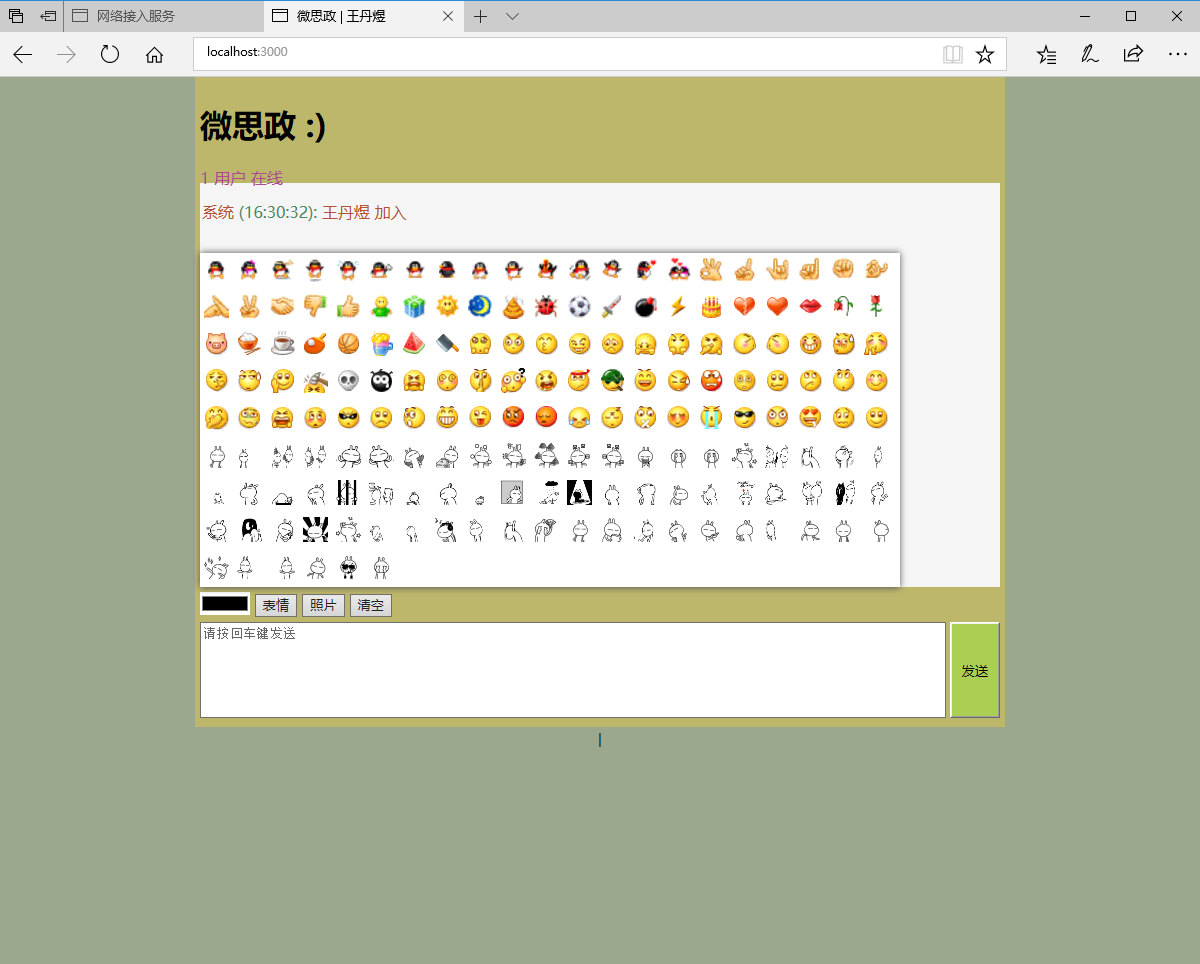 网络接入服务
微思政 | 王丹煜
localhost:3000
微思政 :)
1 用户 在线
系统 (16:30:32): 王丹煜 加入
表情 照片 清空
请按回车键发送
发送